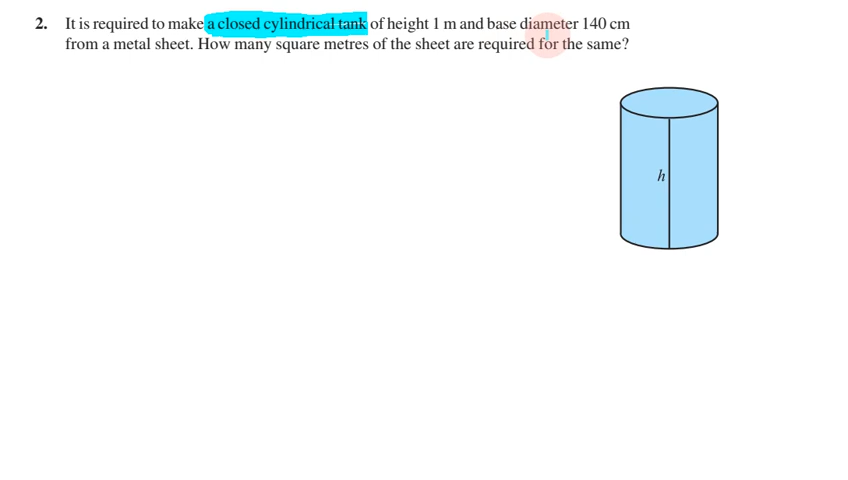 2. It is required to make a closed cylindrical tank of height 1 m and base diameter 140 cm
from a metal sheet. How many square metres of the sheet are required for the same?
h